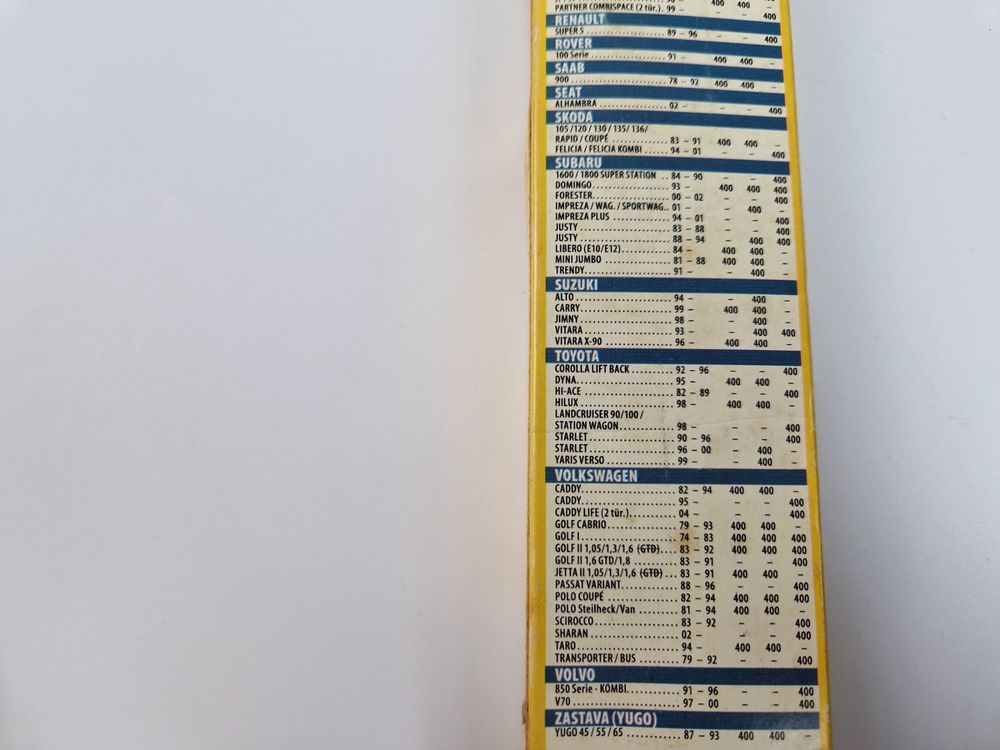 PARTNER COMBISPACE (2 tür.) . 99 – 400 400 –
RENAULT – – 400
SUPER 5 89 – 96 – – 400
ROVER
100 Serie 91 – 400 400 –
SAAB
900 78 – 92 400 400 –
SEAT
ALHAMBRA 02 – – – 400
SKODA
105 / 120 / 130 / 135 / 136 /
RAPID / COUPÉ 83 – 91 400 400 –
FELICIA / FELICIA KOMBI 94 – 01 – – 400
SUBARU
1600 / 1800 SUPER STATION 84 – 90 – – 400
DOMINGO 93 – 400 400 400
FORESTER 00 – 02 – – 400
IMPREZA / WAG. / SPORTWAG. 01 – – 400 –
IMPREZA PLUS 94 – 01 – – 400
JUSTY 83 – 88 – – 400
JUSTY 88 – 94 – 400 400
LIBERO (E10/E12) 84 – 400 400 –
MINI JUMBO 81 – 88 400 400 –
TRENDY 91 – – 400 –
SUZUKI
ALTO 94 – – 400 –
CARRY 99 – 400 400 –
JIMNY 98 – – 400 –
VITARA 93 – – 400 400
VITARA X-90 96 – 400 400 –
TOYOTA
COROLLA LIFT BACK 92 – 96 – – 400
DYNA 95 – 400 400 –
HI-ACE 82 – 89 – – 400
HILUX 98 – 400 400 –
LANDCRUISER 90/100 /
STATION WAGON 98 – – – 400
STARLET 90 – 96 – – 400
STARLET 96 – 00 – 400 –
YARIS VERSO 99 – – 400 –
VOLKSWAGEN
CADDY 82 – 94 400 400 –
CADDY 95 – – – 400
CADDY LIFE (2 tür.) 04 – – – 400
GOLF CABRIO 79 – 93 400 400 –
GOLF I 74 – 83 400 400 400
GOLF II 1,05/1,3/1,6 (GTD) 83 – 92 400 400 400
GOLF II 1,6 GTD/1,8 83 – 91 – – 400
JETTA II 1,05/1,3/1,6 (GTD) 83 – 91 400 400 –
PASSAT VARIANT 88 – 96 – – 400
POLO COUPÉ 82 – 94 400 400 400
POLO Steilheck/Van 81 – 94 400 400 400
SCIROCCO 83 – 92 – – 400
SHARAN 02 – – – 400
TARO 94 – 400 400 –
TRANSPORTER / BUS 79 – 92 – – 400
VOLVO
850 Serie - KOMBI 91 – 96 – – 400
V70 97 – 00 – – 400
ZASTAVA (YUGO)
YUGO 45 / 55 / 65 87 – 93 400 400 –